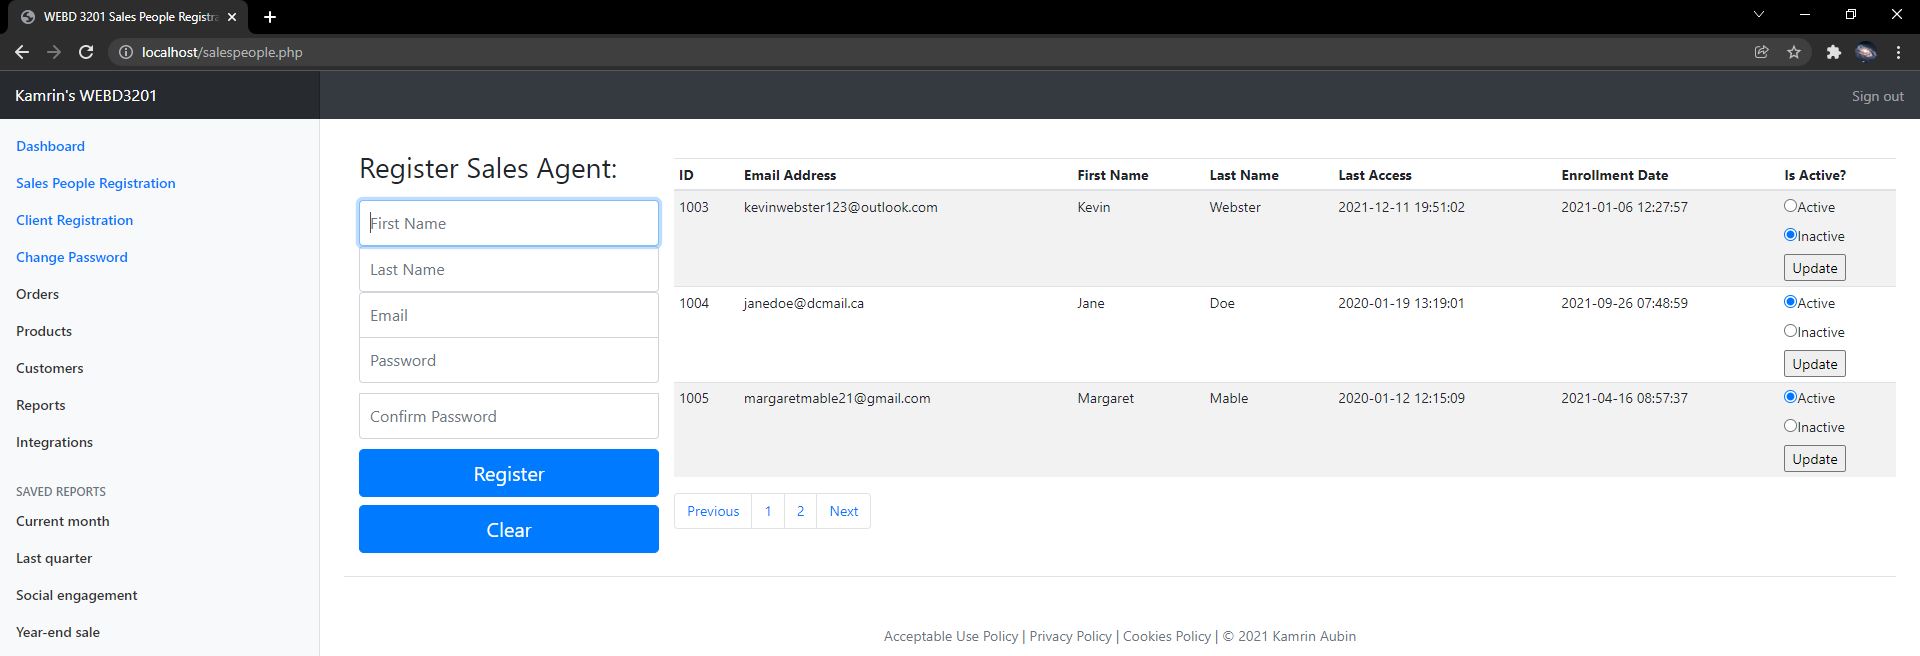 WEBD 3201 Sales People Registra
localhost/salespeople.php
Kamrin's WEBD3201
Sign out
Dashboard
Sales People Registration
Client Registration
Change Password
Orders
Products
Customers
Reports
Integrations
SAVED REPORTS
Current month
Last quarter
Social engagement
Year-end sale
Register Sales Agent:
First Name
Last Name
Email
Password
Confirm Password
Register
Clear
ID Email Address First Name Last Name Last Access Enrollment Date Is Active?
1003 kevinwebster123@outlook.com Kevin Webster 2021-12-11 19:51:02 2021-01-06 12:27:57 Active
Inactive
Update
1004 janedoe@dcmail.ca Jane Doe 2020-01-19 13:19:01 2021-09-26 07:48:59 Active
Inactive
Update
1005 margaretmable21@gmail.com Margaret Mable 2020-01-12 12:15:09 2021-04-16 08:57:37 Active
Inactive
Update
Previous 1 2 Next
Acceptable Use Policy | Privacy Policy | Cookies Policy | © 2021 Kamrin Aubin